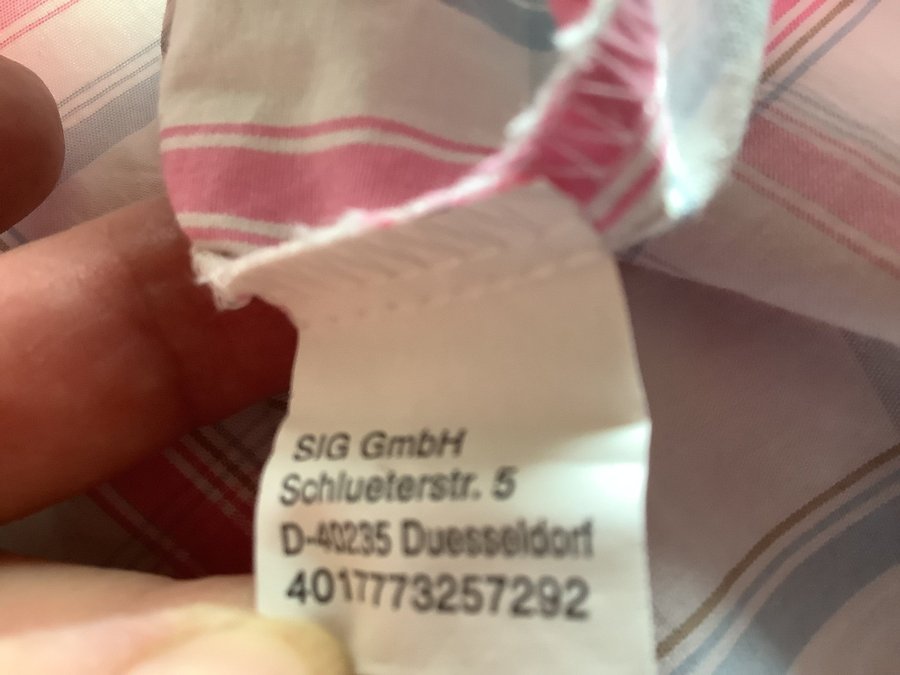 SIG GmbH
Schlueterstr. 5
D-40235 Duesseldorf
4017773257292